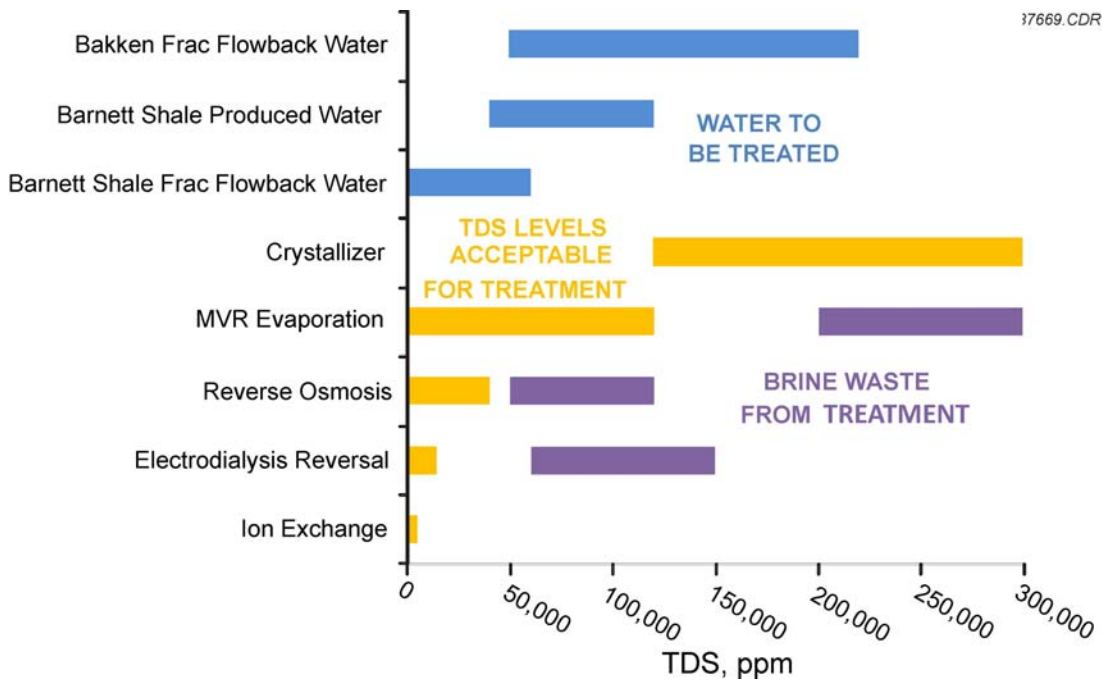 37669.CDR
Bakken Frac Flowback Water
Barnett Shale Produced Water
WATER TO
BE TREATED
Barnett Shale Frac Flowback Water
TDS LEVELS
ACCEPTABLE
FOR TREATMENT
Crystallizer
MVR Evaporation
Reverse Osmosis
BRINE WASTE
FROM TREATMENT
Electrodialysis Reversal
Ion Exchange
0
50,000
100,000
150,000
200,000
250,000
300,000
TDS, ppm